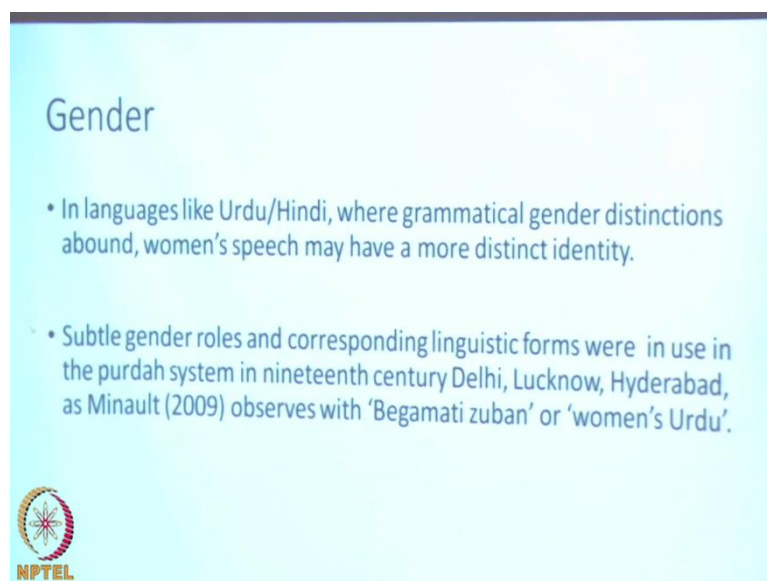 Gender
• In languages like Urdu/Hindi, where grammatical gender distinctions
abound, women's speech may have a more distinct identity.
• Subtle gender roles and corresponding linguistic forms were in use in
the purdah system in nineteenth century Delhi, Lucknow, Hyderabad,
as Minault (2009) observes with 'Begamati zuban' or 'women's Urdu'.
NPTEL